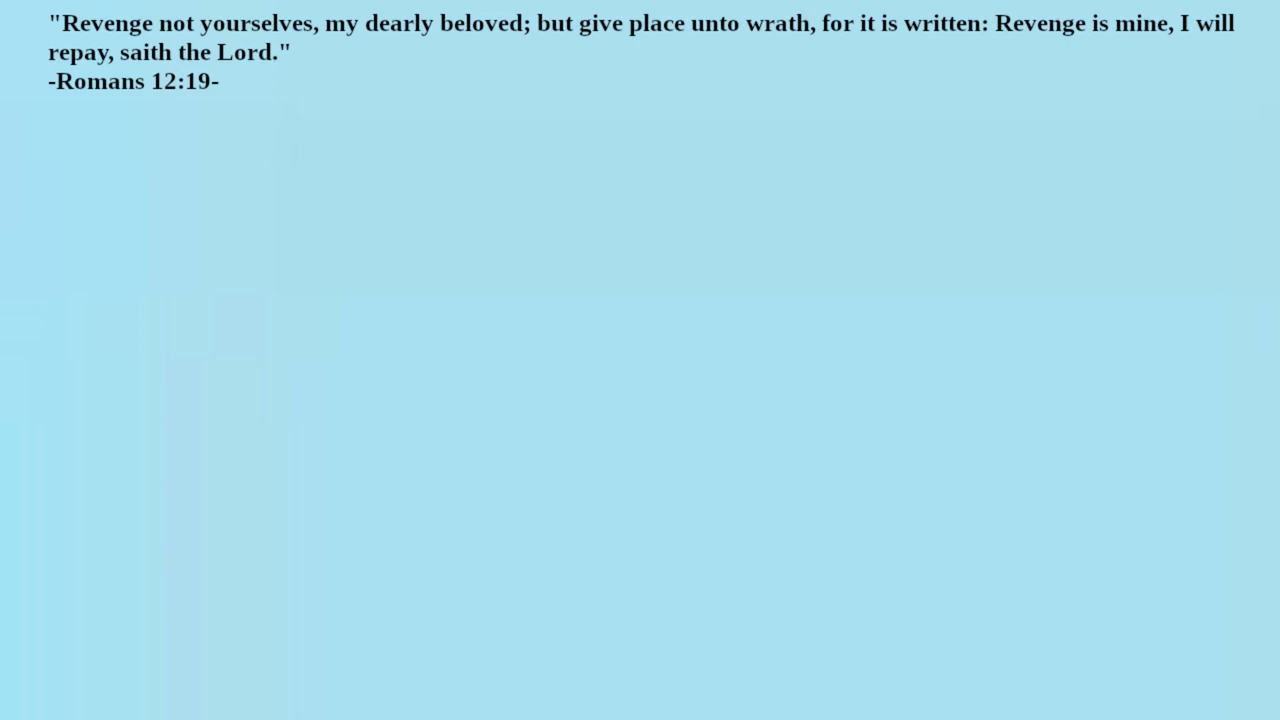 "Revenge not yourselves, my dearly beloved; but give place unto wrath, for it is written: Revenge is mine, I will
repay, saith the Lord."
-Romans 12:19-